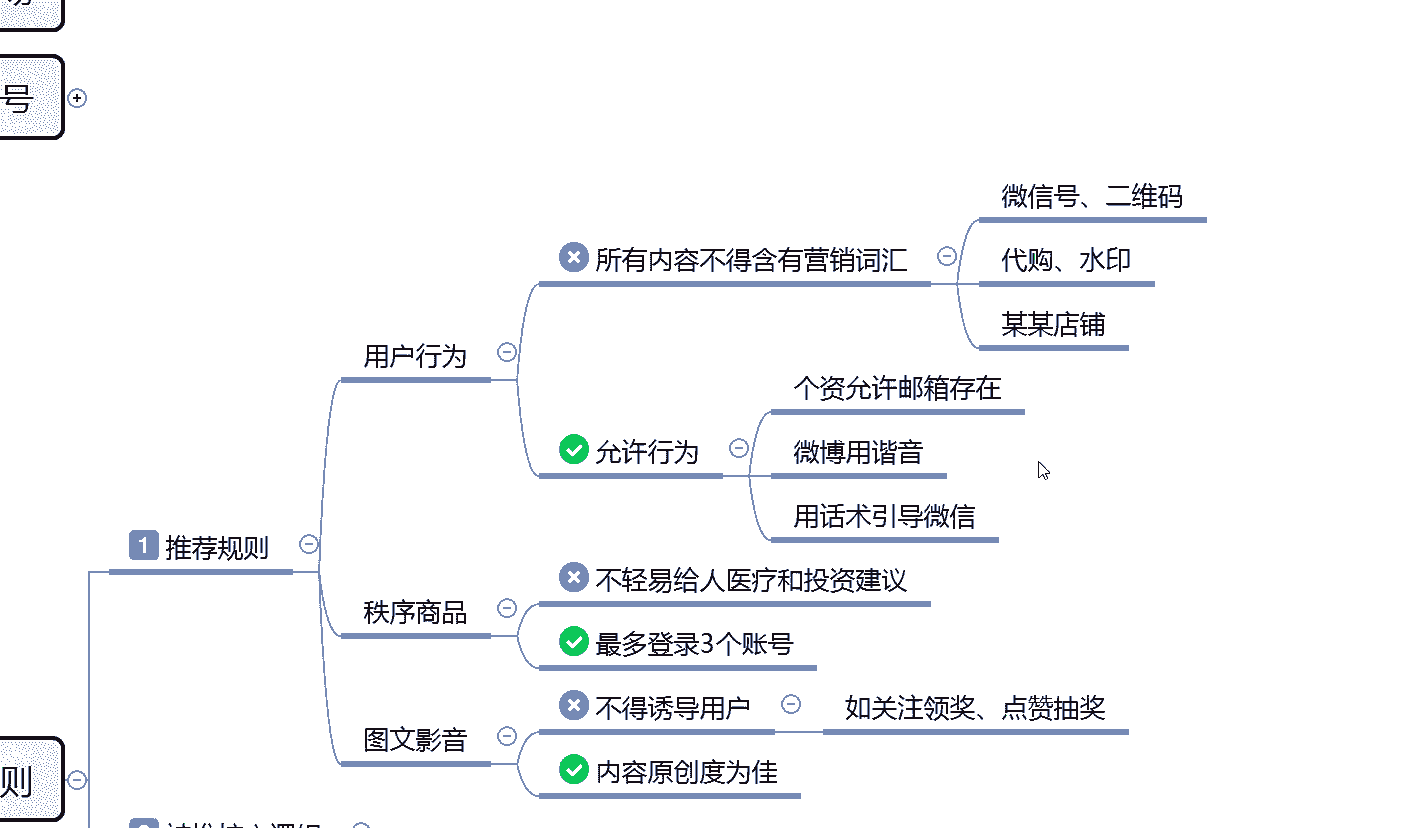 号
微信号、二维码
所有内容不得含有营销词汇
代购、水印
某某店铺
用户行为
个资允许邮箱存在
允许行为
微博用谐音
用话术引导微信
1 推荐规则
不轻易给人医疗和投资建议
秩序商品
最多登录3个账号
不得诱导用户
如关注领奖、点赞抽奖
图文影音
内容原创度为佳
则